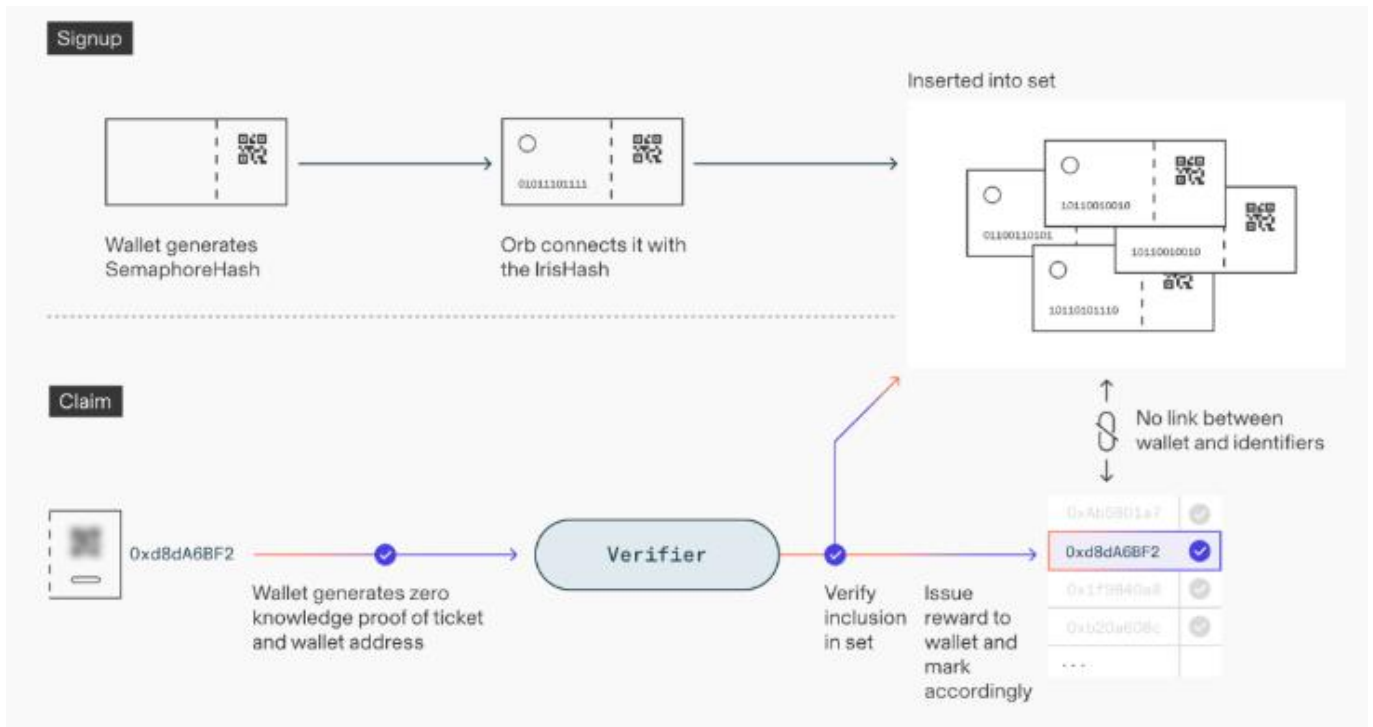 Signup
Inserted into set
01011101111
10110010010
01100110101
10110010010
10110101110
Wallet generates
SemaphoreHash
Orb connects it with
the IrisHash
Claim
No link between
wallet and identifiers
0xd8dA6BF2
Wallet generates zero
knowledge proof of ticket
and wallet address
Verifier
Verify
inclusion
in set
Issue
reward to
wallet and
mark
accordingly
0xAb5801a7
0xd8dA6BF2
0x1f9840a8
0xb20a608c
...